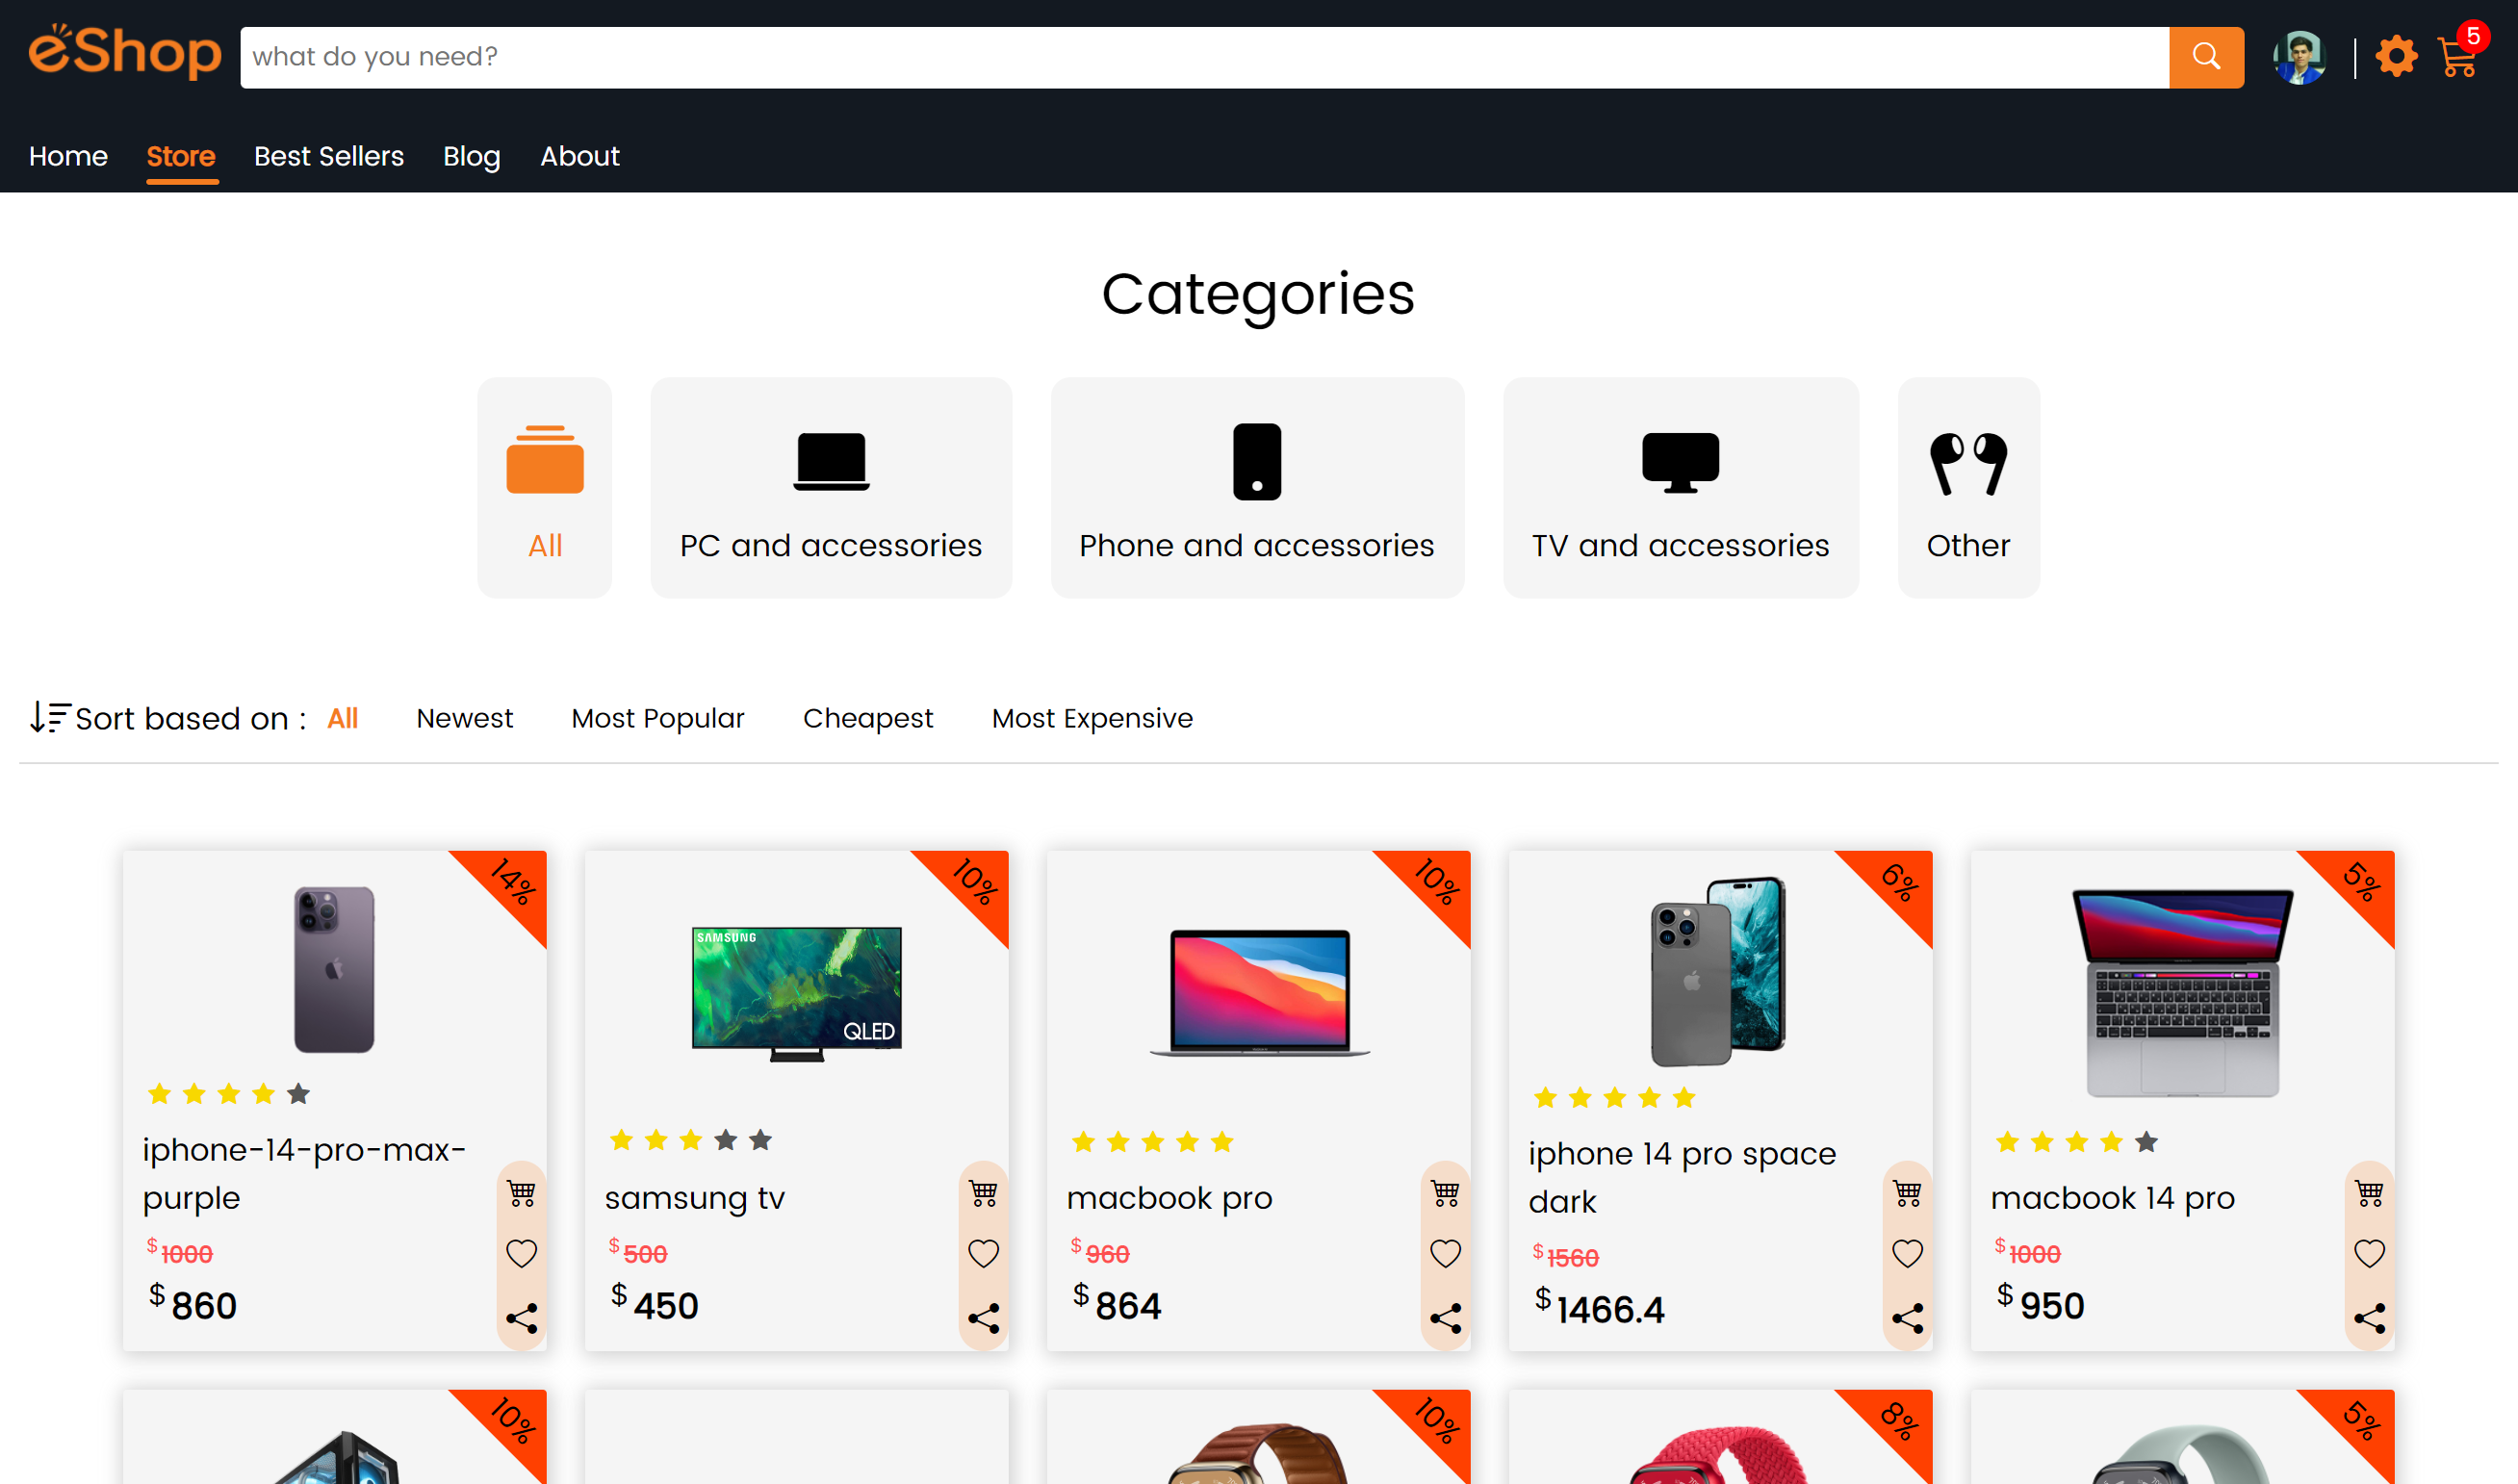 eShop
what do you need?
5
Home Store Best Sellers Blog About
Categories
All
PC and accessories
Phone and accessories
TV and accessories
Other
Sort based on : All Newest Most Popular Cheapest Most Expensive
14%
iphone-14-pro-max-
purple
$1000
$860
10%
SAMSUNG
QLED
samsung tv
$500
$450
10%
macbook pro
$960
$864
6%
iphone 14 pro space
dark
$1560
$1466.4
5%
macbook 14 pro
$1000
$950
10%
10%
8%
5%